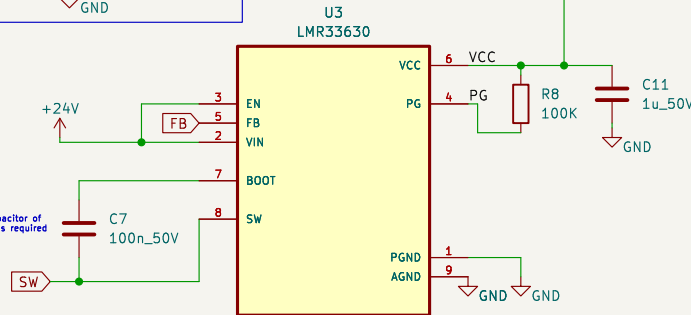 GND
U3
LMR33630
VCC 6 VCC
+24V
3 EN
PG 4 PG
R8
100K
C11
1u_50V
FB 5 FB
2 VIN
GND
7 BOOT
acitor of
s required
C7
100n_50V
8 SW
SW
PGND 1
AGND 9
GND
GND